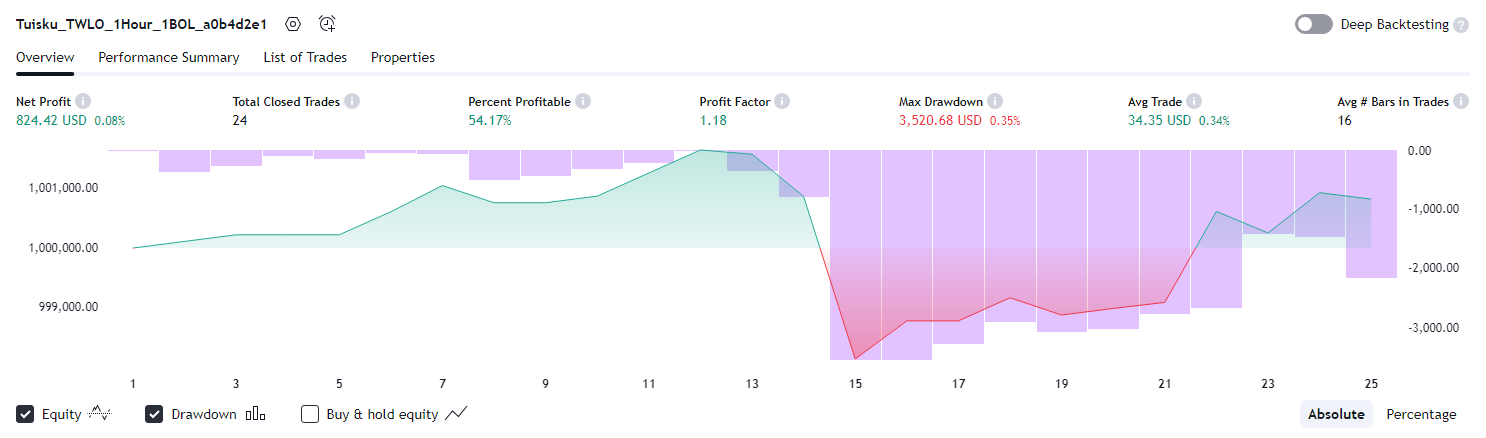 Tuisku_TWLO_1Hour_1BOL_a0b4d2e1 Deep Backtesting ?
Overview Performance Summary List of Trades Properties
Net Profit i Total Closed Trades i Percent Profitable i Profit Factor i Max Drawdown i Avg Trade i Avg # Bars in Trades i
824.42 USD 0.08% 24 54.17% 1.18 3,520.68 USD 0.35% 34.35 USD 0.34% 16
0.00
1,001,000.00
-1,000.00
1,000,000.00
-2,000.00
999,000.00
-3,000.00
1 3 5 7 9 11 13 15 17 19 21 23 25
Equity Drawdown Buy & hold equity Absolute Percentage